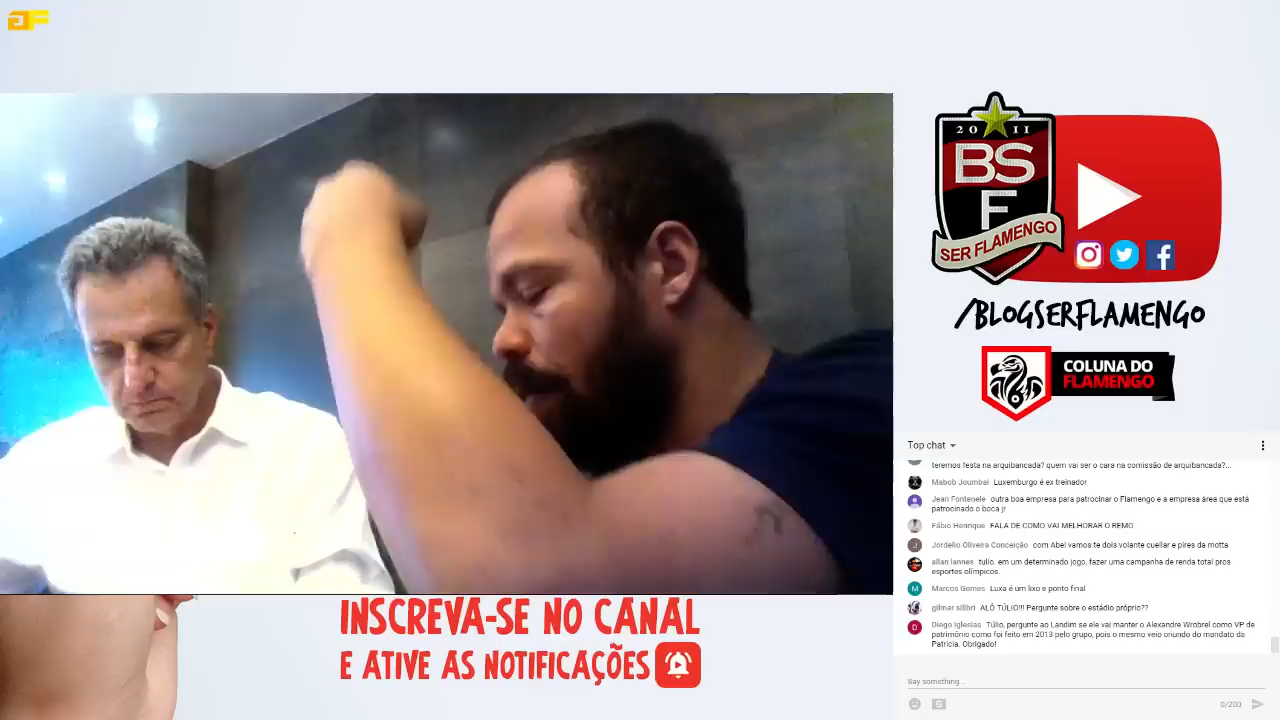 GF
20 11
BS
F
SER FLAMENGO
/BLOGSERFLAMENGO
COLUNA DO
FLAMENGO
Top chat
teremos festa na arquibancada? quem vai ser o cara na comissão de arquibancada?...
Mabob Joumbai Luxemburgo é ex treinador
Jean Fontenele outra boa empresa para patrocinar o Flamengo e a empresa área que está
patrocinado o boca jr
Fábio Henrique FALA DE COMO VAI MELHORAR O REMO
J
Jordelio Oliveira Conceição com Abel vamos te dois volante cuellar e pires da motta
allan lannes tulio, em um determinado jogo, fazer uma campanha de renda total pros
esportes olímpicos.
M
Marcos Gomes Luxa é um lixo e ponto final
gilmar silibri ALÔ TÚLIO!!! Pergunte sobre o estádio próprio??
D
Diego Iglesias Túlio, pergunte ao Landim se ele vai manter o Alexandre Wrobrel como VP de
patrimônio como foi feito em 2013 pelo grupo, pois o mesmo veio oriundo do mandato da
Patricia. Obrigado!
Say something...
0/200
INSCREVA-SE NO CANAL
E ATIVE AS NOTIFICAÇÕES